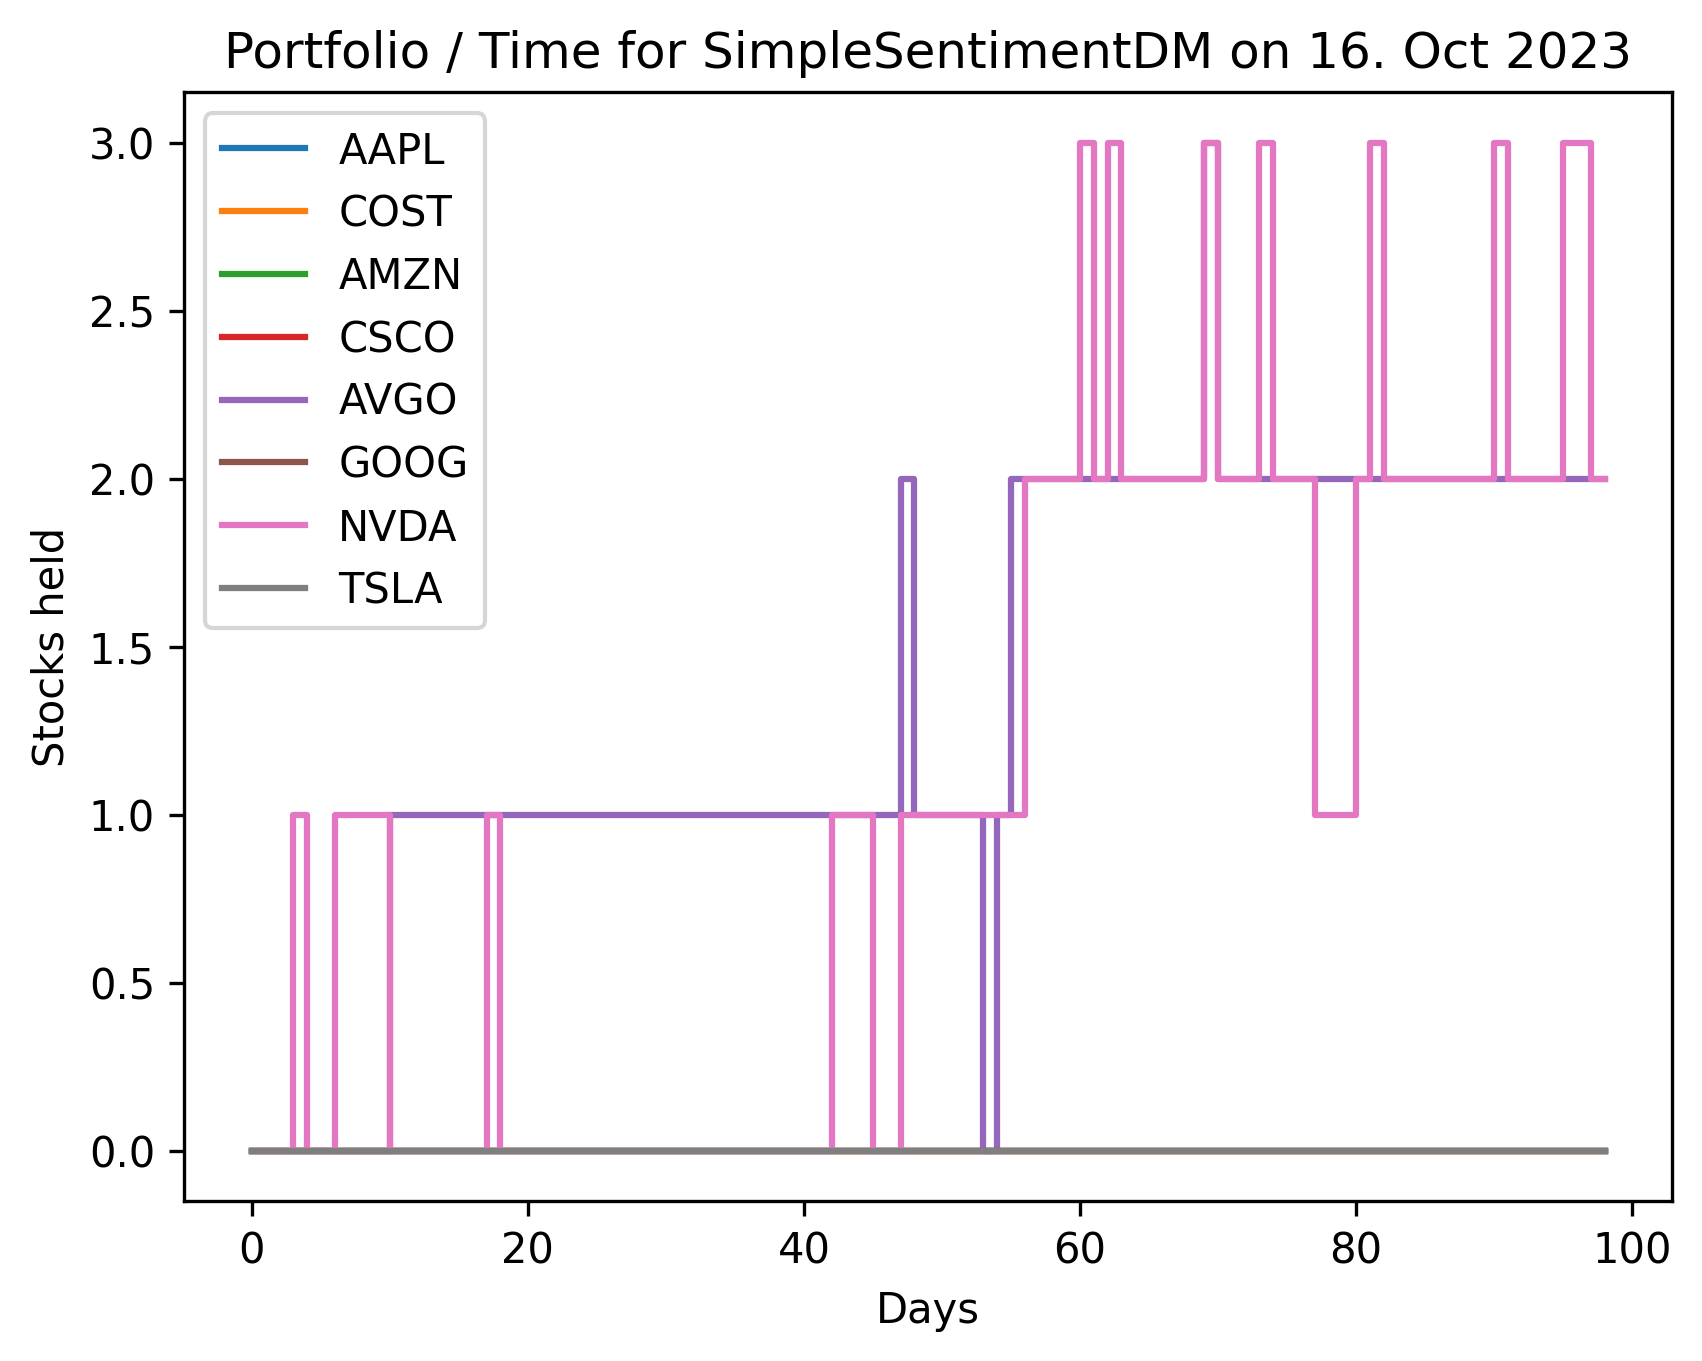 Portfolio / Time for SimpleSentimentDM on 16. Oct 2023
AAPL
COST
AMZN
CSCO
AVGO
GOOG
NVDA
TSLA
3.0
2.5
2.0
1.5
1.0
0.5
0.0
Stocks held
0 20 40 60 80 100
Days